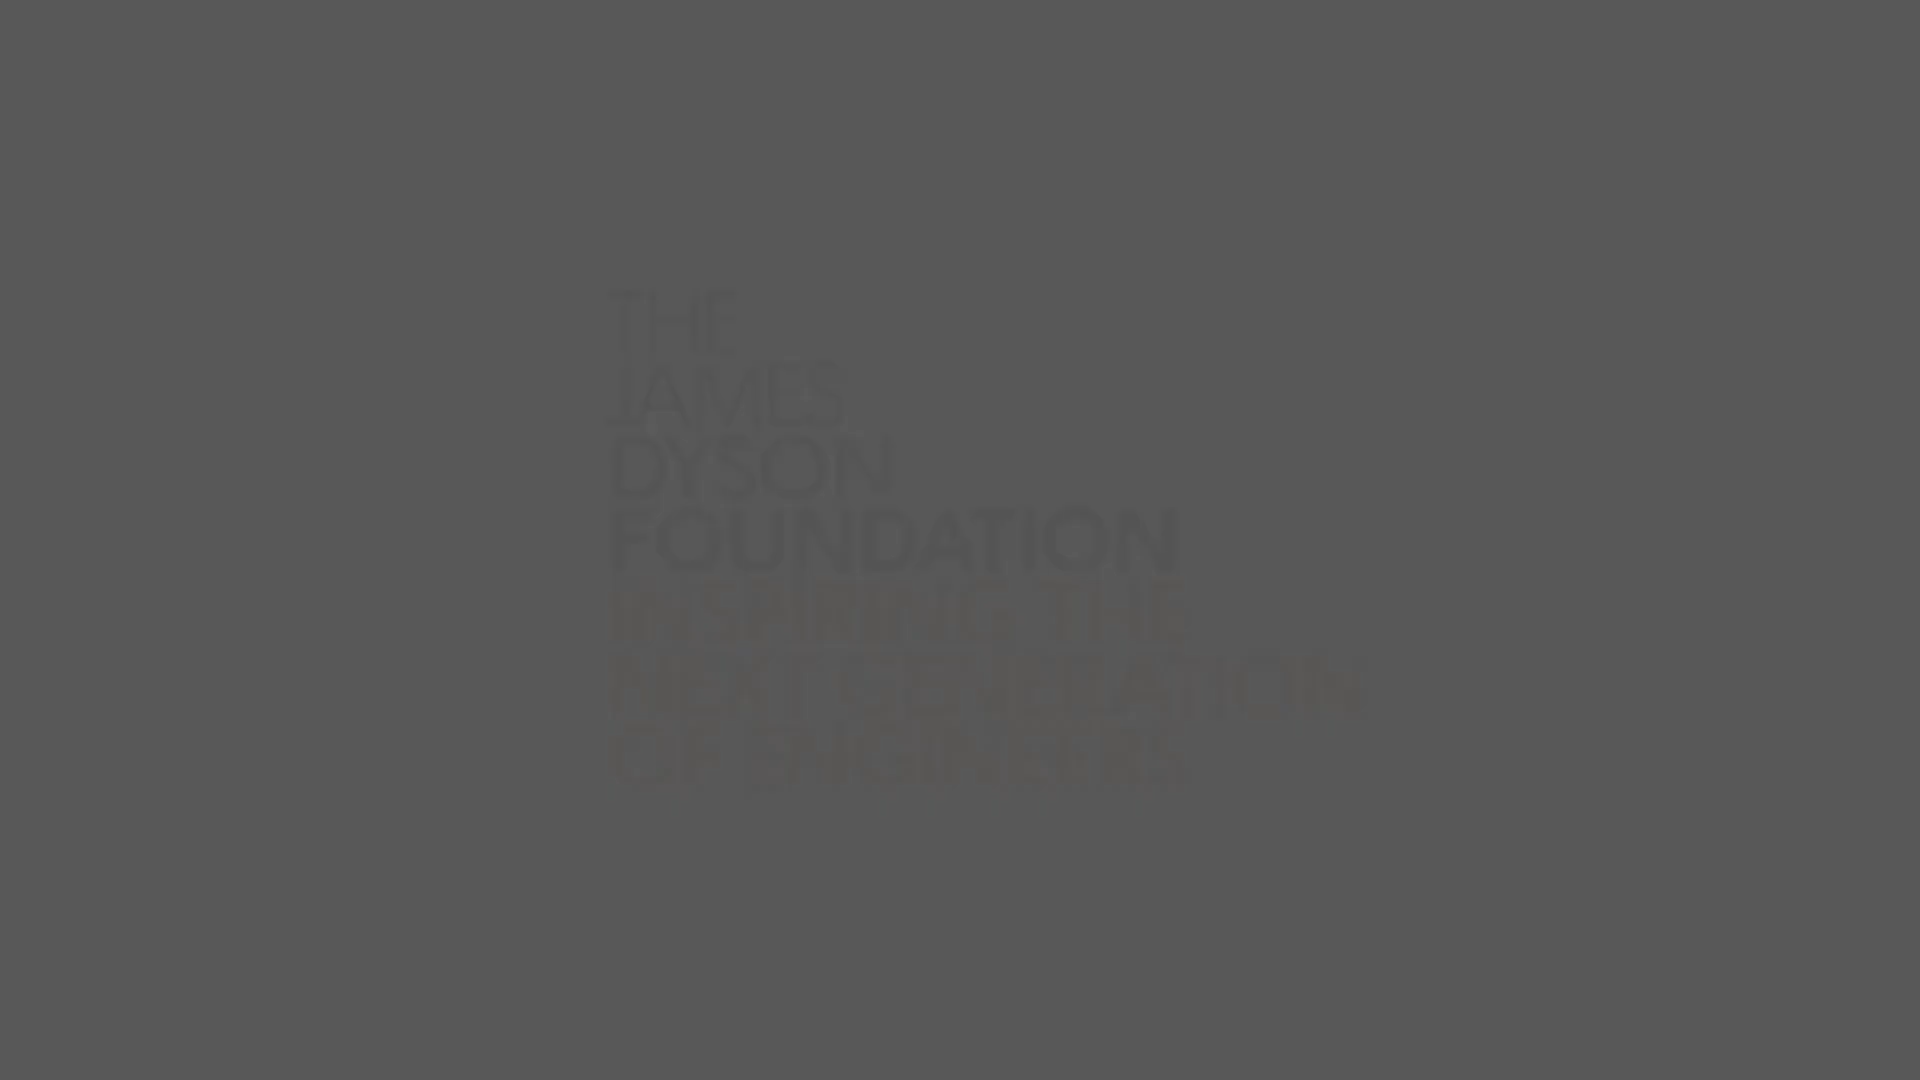 THE
JAMES
DYSON
FOUNDATION
INSPIRING THE
NEXT GENERATION
OF ENGINEERS